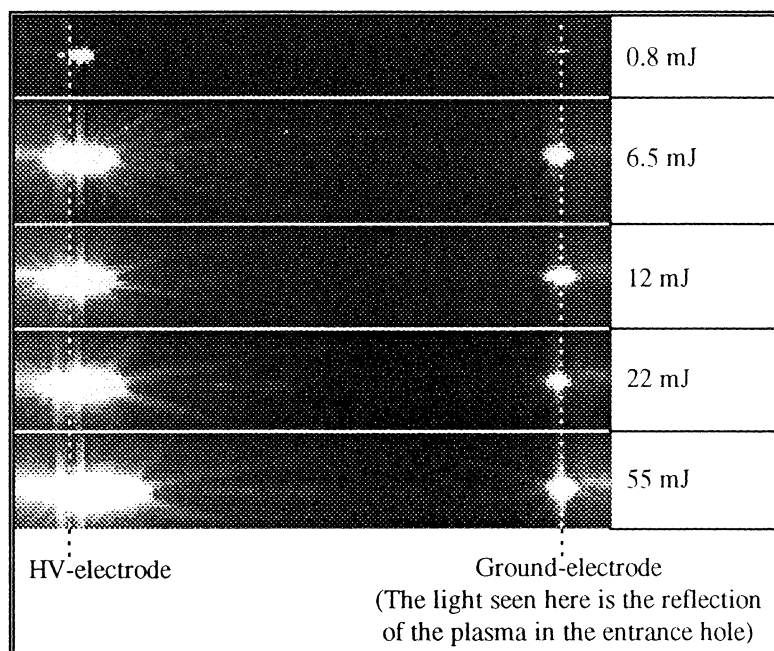 0.8 mJ
6.5 mJ
12 mJ
22 mJ
55 mJ
HV-electrode
Ground-electrode
(The light seen here is the reflection
of the plasma in the entrance hole)